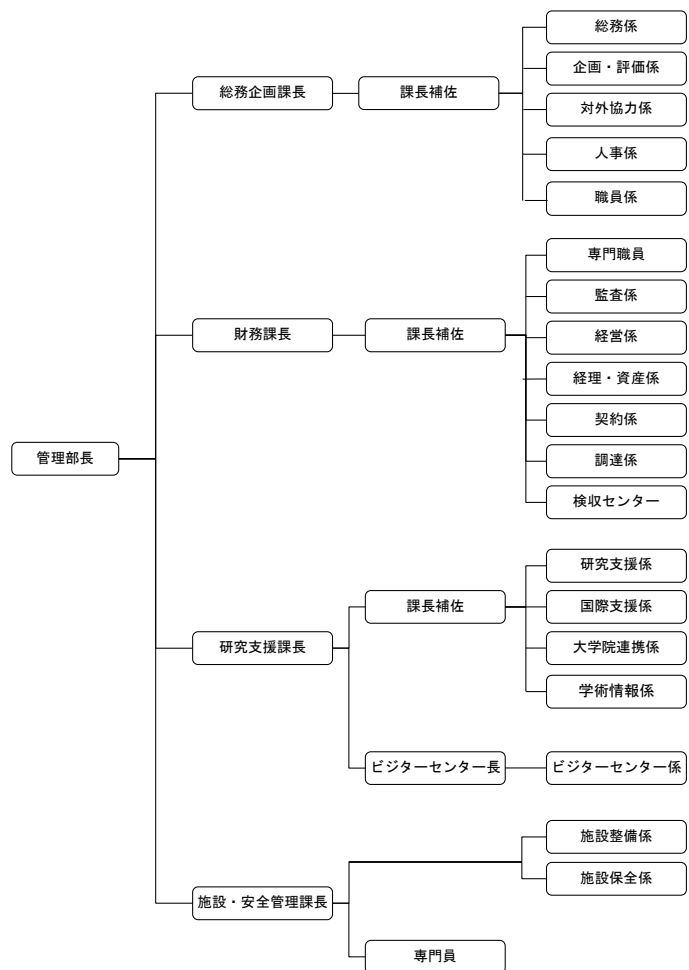 管理部長
総務企画課長
課長補佐
総務係
企画・評価係
対外協力係
人事係
職員係
財務課長
課長補佐
専門職員
監査係
経営係
経理・資産係
契約係
調達係
検収センター
研究支援課長
課長補佐
研究支援係
国際支援係
大学院連携係
学術情報係
ビジターセンター長
ビジターセンター係
施設・安全管理課長
施設整備係
施設保全係
専門員